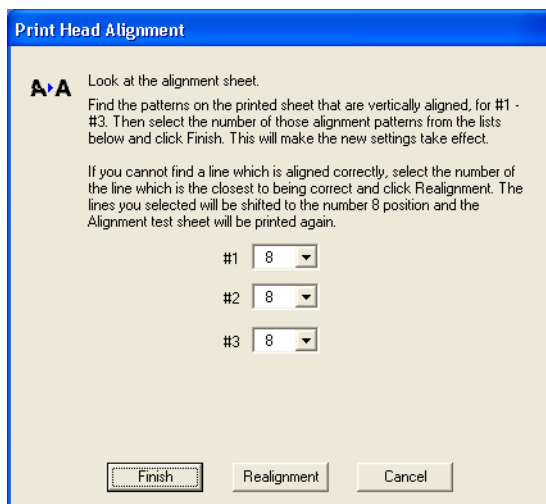 Print Head Alignment
A A
Look at the alignment sheet.
Find the patterns on the printed sheet that are vertically aligned, for #1 -
#3. Then select the number of those alignment patterns from the lists
below and click Finish. This will make the new settings take effect.
If you cannot find a line which is aligned correctly, select the number of
the line which is the closest to being correct and click Realignment. The
lines you selected will be shifted to the number 8 position and the
Alignment test sheet will be printed again.
#1 8
#2 8
#3 8
Finish Realignment Cancel